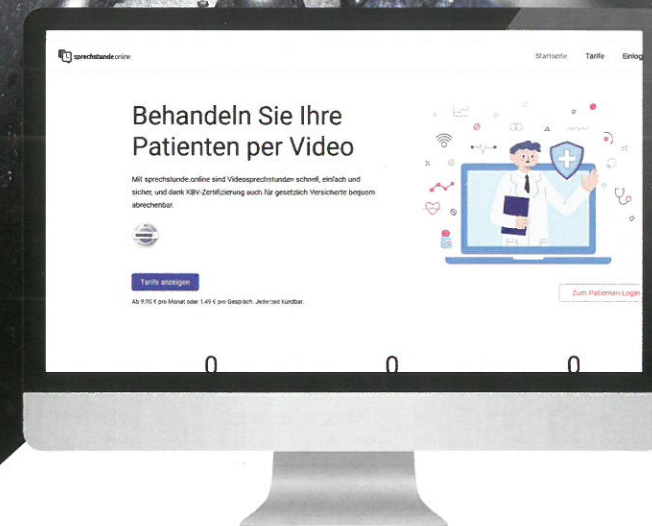 sprechstunde.online
Startseite Tarife Einlog
Behandeln Sie Ihre
Patienten per Video
Mit sprechstunde.online sind Videosprechstunden schnell, einfach und
sicher, und dank KBV-Zertifizierung auch für gesetzlich Versicherte bequem
abrechenbar.
Tarife anzeigen
Zum Patienten-Login
Ab 9,90 € pro Monat oder 1,49 € pro Gespräch. Jederzeit kündbar.
0 0 0